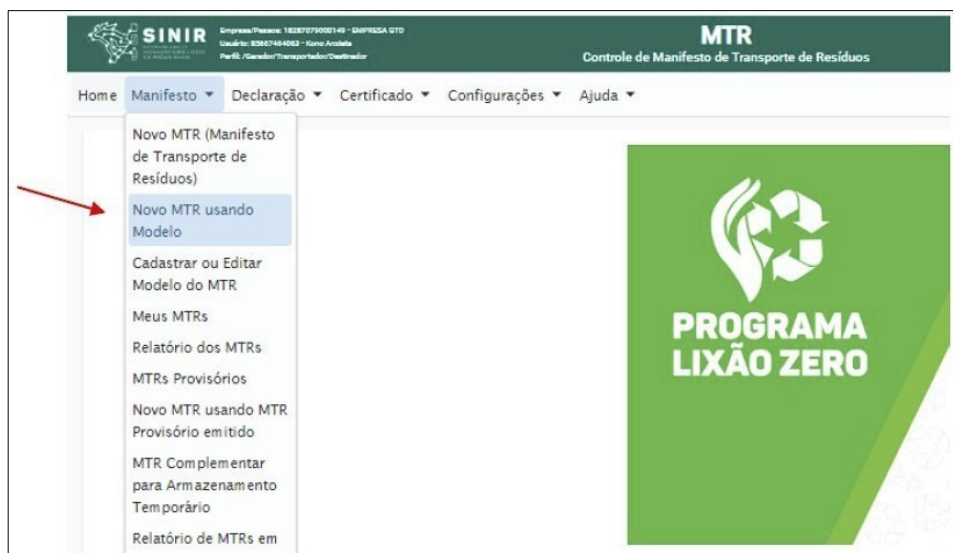 SINIR
Empresa/Pessoa: 18287079000149 - EMPRESA GTD
Perfil: /Gerador/Transportador/Destinador
MTR
Controle de Manifesto de Transporte de Resíduos
Home Manifesto Declaração Certificado Configurações Ajuda
Novo MTR (Manifesto
de Transporte de
Resíduos)
Novo MTR usando
Modelo
Cadastrar ou Editar
Modelo do MTR
Meus MTRs
Relatório dos MTRs
MTRs Provisórios
Novo MTR usando MTR
Provisório emitido
MTR Complementar
para Armazenamento
Temporário
Relatório de MTRs em
PROGRAMA
LIXÃO ZERO